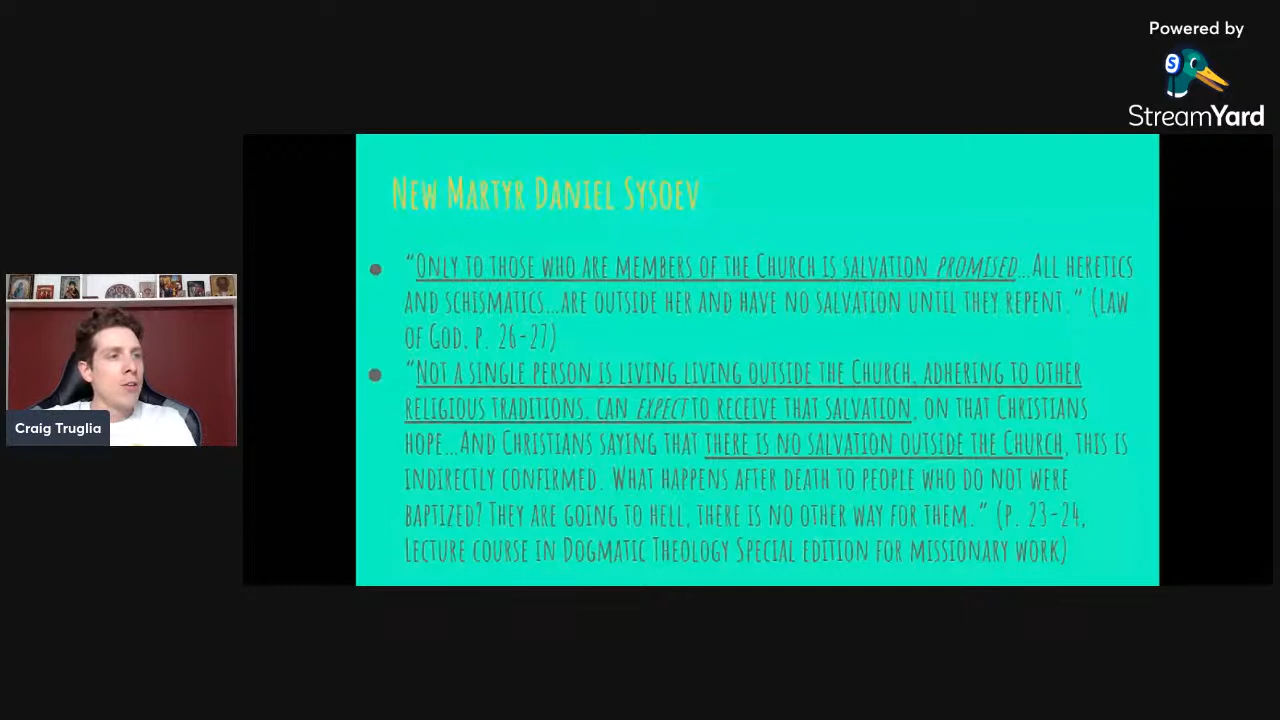 Powered by
StreamYard
NEW MARTYR DANIEL SYSOEV
• “ONLY TO THOSE WHO ARE MEMBERS OF THE CHURCH IS SALVATION PROMISED...ALL HERETICS
AND SCHISMATICS...ARE OUTSIDE HER AND HAVE NO SALVATION UNTIL THEY REPENT.” (LAW
OF GOD, P. 26-27)
• “NOT A SINGLE PERSON IS LIVING LIVING OUTSIDE THE CHURCH, ADHERING TO OTHER
RELIGIOUS TRADITIONS, CAN EXPECT TO RECEIVE THAT SALVATION, ON THAT CHRISTIANS
HOPE...AND CHRISTIANS SAYING THAT THERE IS NO SALVATION OUTSIDE THE CHURCH, THIS IS
INDIRECTLY CONFIRMED. WHAT HAPPENS AFTER DEATH TO PEOPLE WHO DO NOT WERE
BAPTIZED? THEY ARE GOING TO HELL, THERE IS NO OTHER WAY FOR THEM.” (P. 23-24,
LECTURE COURSE IN DOGMATIC THEOLOGY SPECIAL EDITION FOR MISSIONARY WORK)
Craig Truglia